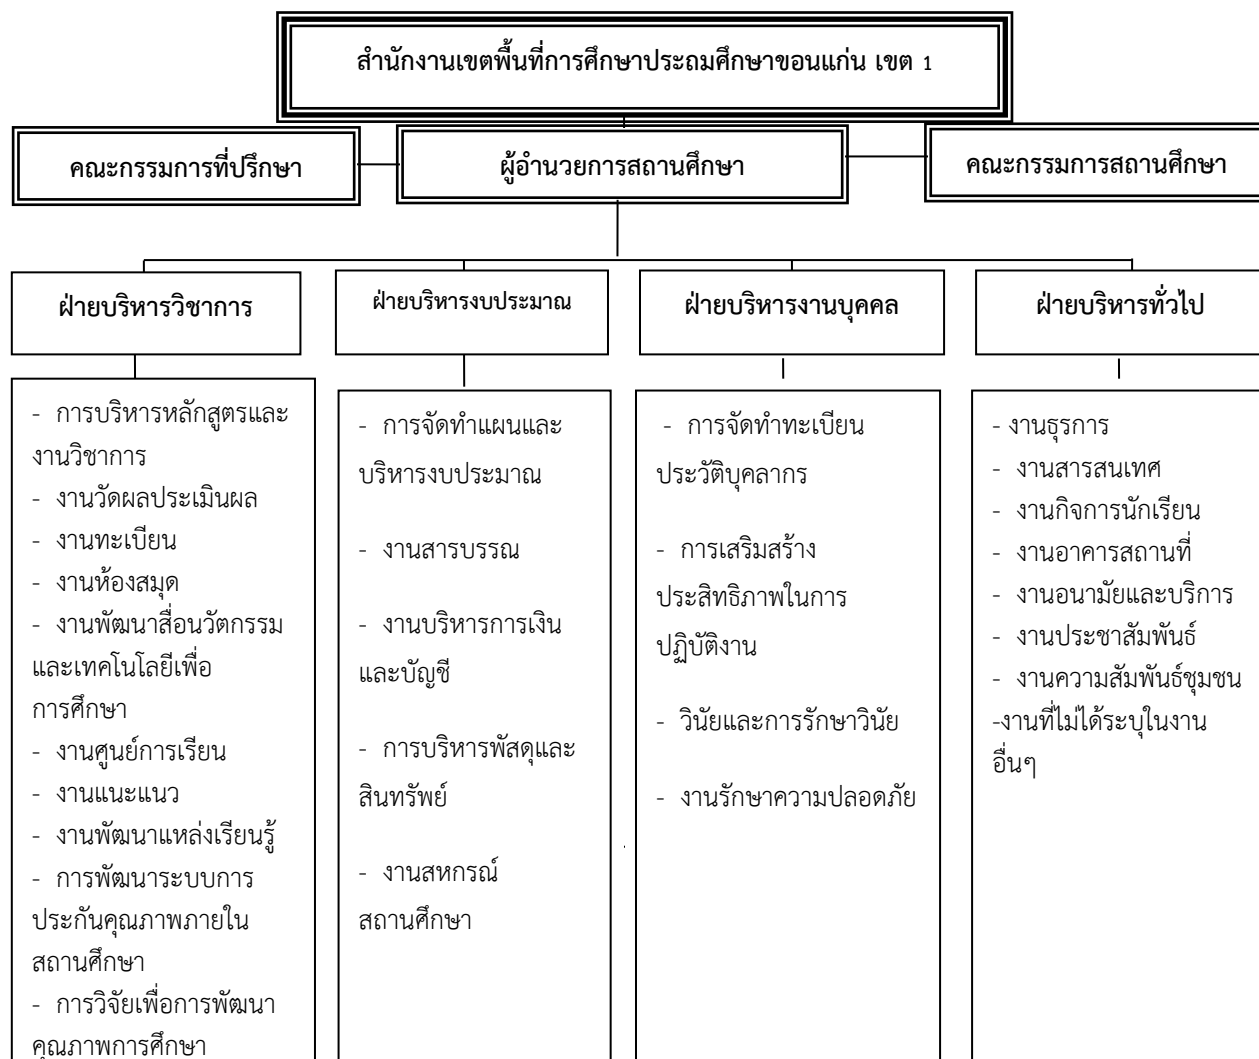 สำนักงานเขตพื้นที่การศึกษาประถมศึกษาขอนแก่น เขต 1
คณะกรรมการที่ปรึกษา
ผู้อำนวยการสถานศึกษา
คณะกรรมการสถานศึกษา
ฝ่ายบริหารวิชาการ
ฝ่ายบริหารงบประมาณ
ฝ่ายบริหารงานบุคคล
ฝ่ายบริหารทั่วไป
- การบริหารหลักสูตรและ
งานวิชาการ
- งานวัดผลประเมินผล
- งานทะเบียน
- งานห้องสมุด
- งานพัฒนาสื่อนวัตกรรม
และเทคโนโลยีเพื่อ
การศึกษา
- งานศูนย์การเรียน
- งานแนะแนว
- งานพัฒนาแหล่งเรียนรู้
- การพัฒนาระบบการ
ประกันคุณภาพภายใน
สถานศึกษา
- การวิจัยเพื่อการพัฒนา
คุณภาพการศึกษา
- การจัดทำแผนและ
บริหารงบประมาณ
- งานสารบรรณ
- งานบริหารการเงิน
และบัญชี
- การบริหารพัสดุและ
สินทรัพย์
- งานสหกรณ์
สถานศึกษา
- การจัดทำทะเบียน
ประวัติบุคลากร
- การเสริมสร้าง
ประสิทธิภาพในการ
ปฏิบัติงาน
- วินัยและการรักษาวินัย
- งานรักษาความปลอดภัย
- งานธุรการ
- งานสารสนเทศ
- งานกิจการนักเรียน
- งานอาคารสถานที่
- งานอนามัยและบริการ
- งานประชาสัมพันธ์
- งานความสัมพันธ์ชุมชน
-งานที่ไม่ได้ระบุในงาน
อื่นๆ